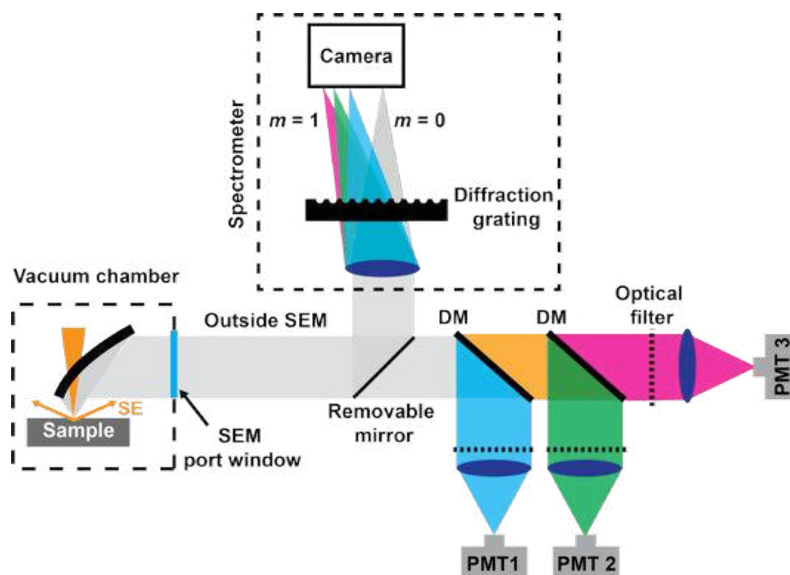 Camera
m = 1
m = 0
Spectrometer
Diffraction
grating
Vacuum chamber
Outside SEM
DM
DM
Optical
filter
SE
Sample
SEM
port window
Removable
mirror
PMT 3
PMT1
PMT 2